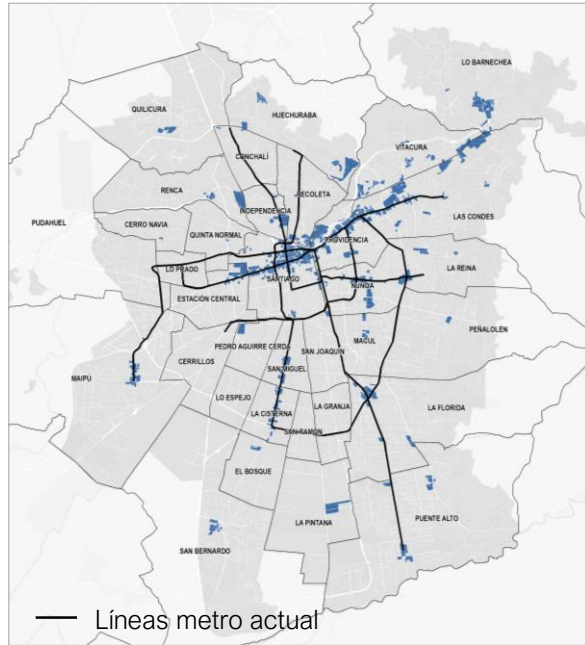 LO BARNECHEA
QUILICURA
HUECHURABA
VITACURA
CONCHALÍ
RENCA
RECOLETA
INDEPENDENCIA
LAS CONDES
PUDAHUEL
CERRO NAVIA
QUINTA NORMAL
PROVIDENCIA
LO PRADO
LA REINA
SANTIAGO
ÑUÑOA
ESTACIÓN CENTRAL
PEÑALOLÉN
MACUL
PEDRO AGUIRRE CERDA
SAN JOAQUÍN
CERRILLOS
SAN MIGUEL
MAIPÚ
LO ESPEJO
LA GRANJA
LA FLORIDA
LA CISTERNA
SAN RAMÓN
EL BOSQUE
PUENTE ALTO
LA PINTANA
SAN BERNARDO
Líneas metro actual